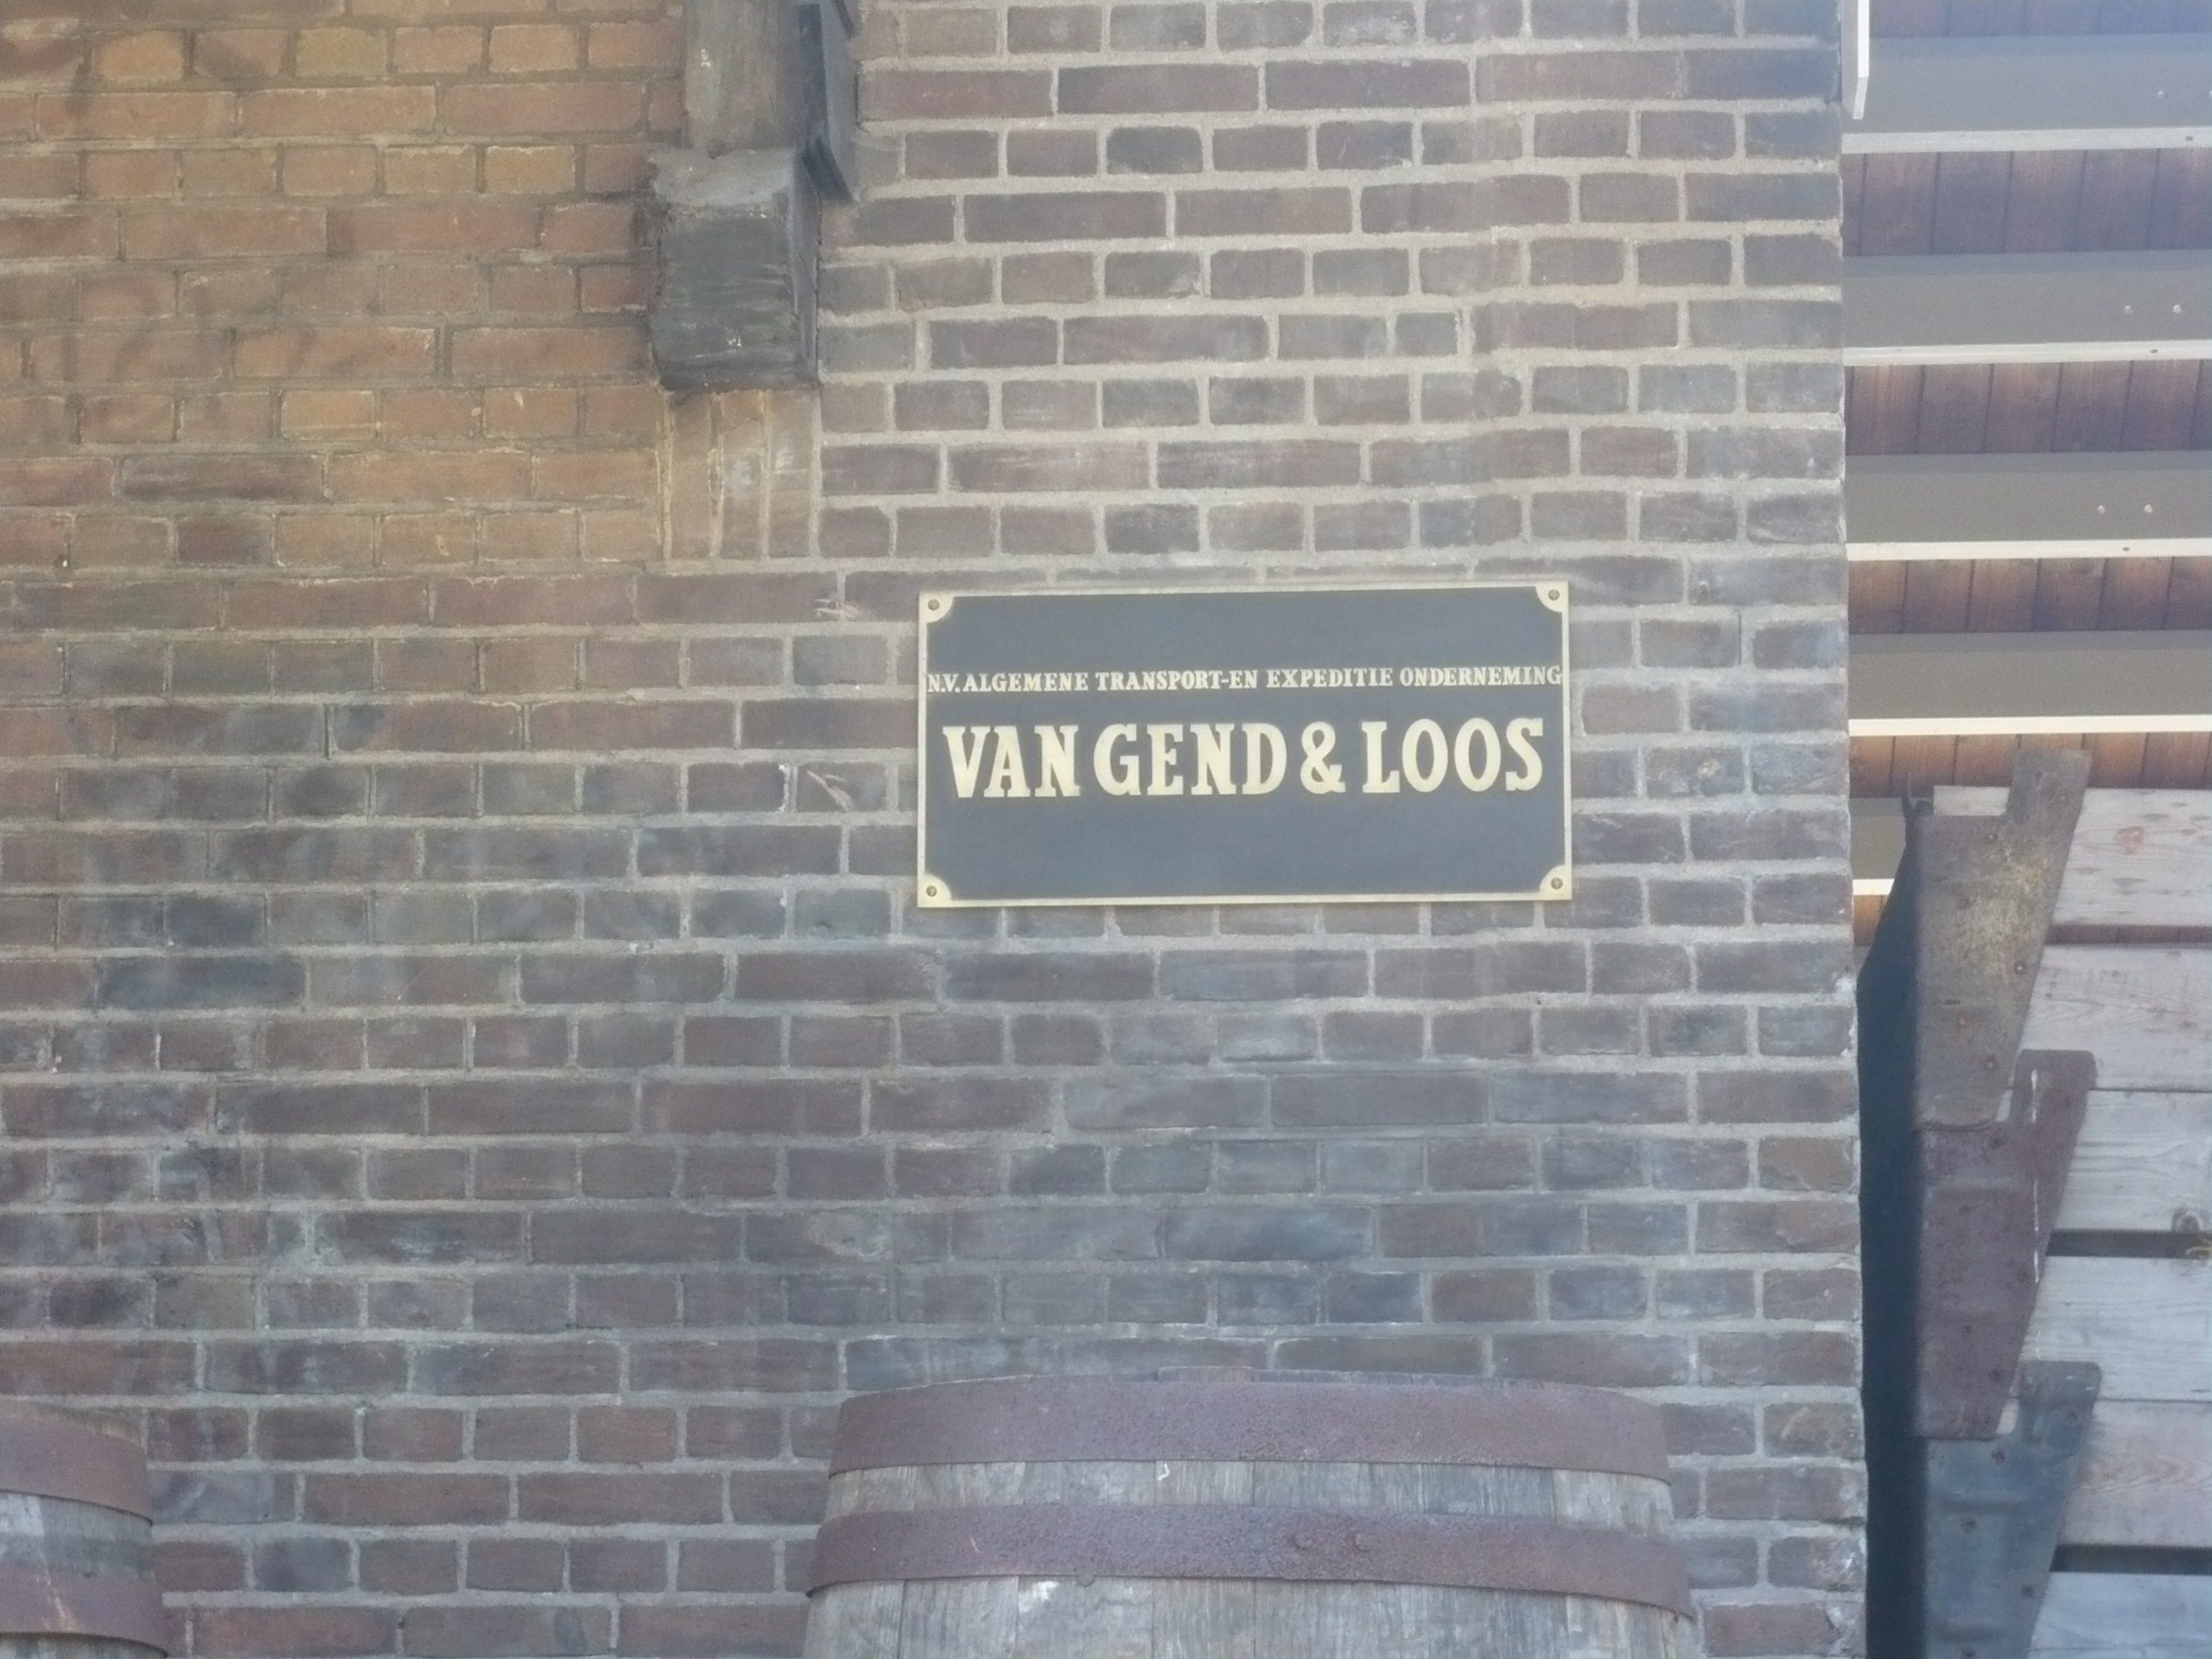 N.V. ALGEMENE TRANSPORT-EN EXPEDITIE ONDERNEMING
VAN GEND & LOOS